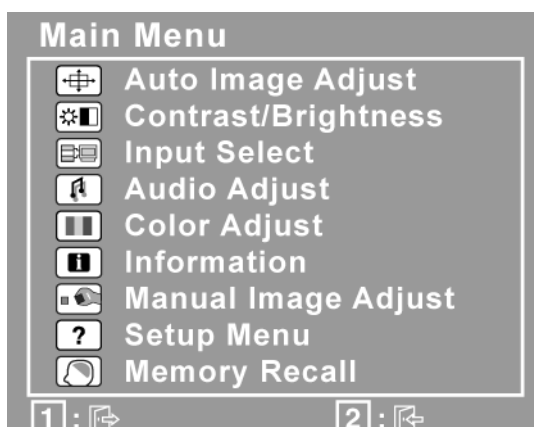 Main Menu
Auto Image Adjust
Contrast/Brightness
Input Select
Audio Adjust
Color Adjust
i Information
Manual Image Adjust
? Setup Menu
Memory Recall
1 : 2 :